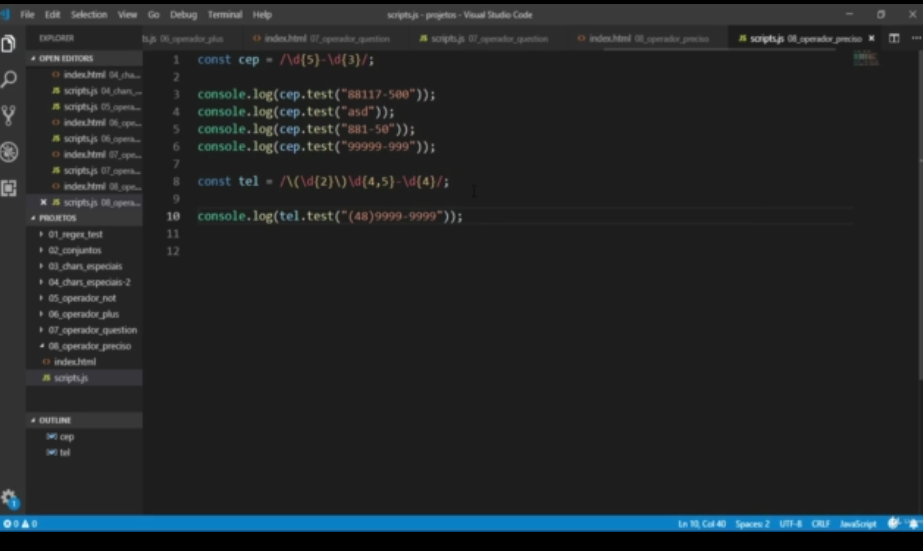 File Edit Selection View Go Debug Terminal Help
scripts.js - projetos - Visual Studio Code
EXPLORER
ts.js 06_operador_plus
<> index.html 07_operador_question
JS scripts.js 07_operador_question
<> index.html 08_operador_preciso
JS scripts.js 08_operador_preciso ×
OPEN EDITORS
<> index.html 04_cha...
JS scripts.js 04_chars_...
JS scripts.js 05_opera...
<> index.html 06_ope...
JS scripts.js 06_opera...
<> index.html 07_ope...
JS scripts.js 07_opera...
<> index.html 08_ope...
× JS scripts.js 08_opera...
PROJETOS
01_regex_test
02_conjuntos
03_chars_especiais
04_chars_especiais-2
05_operador_not
06_operador_plus
07_operador_question
08_operador_preciso
<> index.html
JS scripts.js
OUTLINE
cep
tel
1 const cep = /\d{5}-\d{3}/;
2
3 console.log(cep.test("88117-500"));
4 console.log(cep.test("asd"));
5 console.log(cep.test("881-50"));
6 console.log(cep.test("99999-999"));
7
8 const tel = /\(\d{2}\)\d{4,5}-\d{4}/;
9
10 console.log(tel.test("(48)9999-9999"));
11
12
1
0 0
Ln 10, Col 40 Spaces: 2 UTF-8 CRLF JavaScript